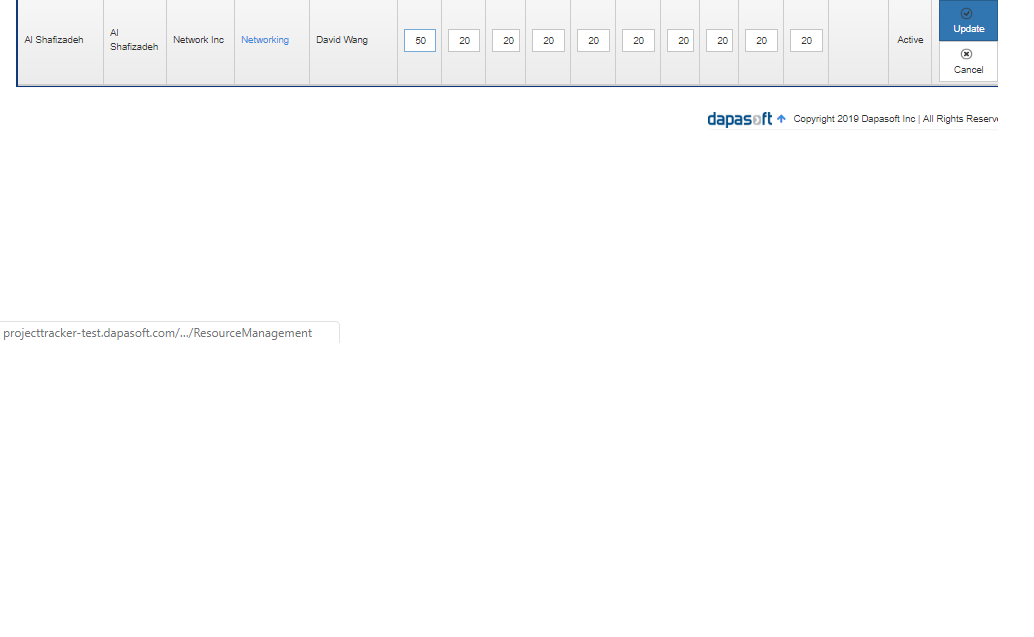 Al Shafizadeh Al Shafizadeh Network Inc Networking David Wang 50 20 20 20 20 20 20 20 20 20 Active Update
Cancel
dapasoft Copyright 2019 Dapasoft Inc | All Rights Reserv
projecttracker-test.dapasoft.com/.../ResourceManagement